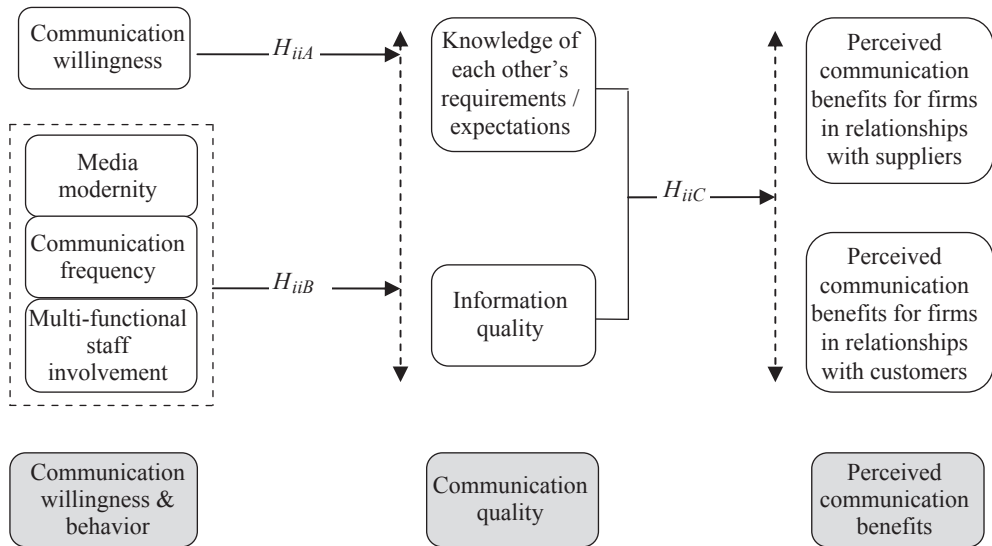 Communication
willingness
H_iiA
Knowledge of
each other’s
requirements /
expectations
Perceived
communication
benefits for firms
in relationships
with suppliers
Media
modernity
Communication
frequency
Multi-functional
staff
involvement
H_iiB
Information
quality
H_iiC
Perceived
communication
benefits for firms
in relationships
with customers
Communication
willingness &
behavior
Communication
quality
Perceived
communication
benefits